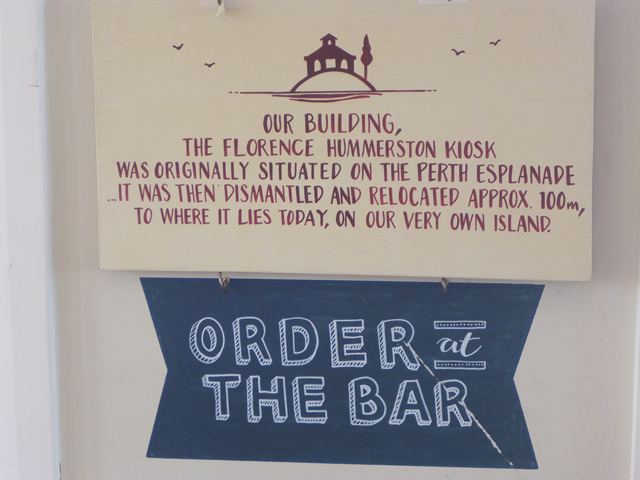 OUR BUILDING,
THE FLORENCE HUMMERSTON KIOSK
WAS ORIGINALLY SITUATED ON THE PERTH ESPLANADE
...IT WAS THEN DISMANTLED AND RELOCATED APPROX. 100m,
TO WHERE IT LIES TODAY, ON OUR VERY OWN ISLAND.
ORDER at
THE BAR